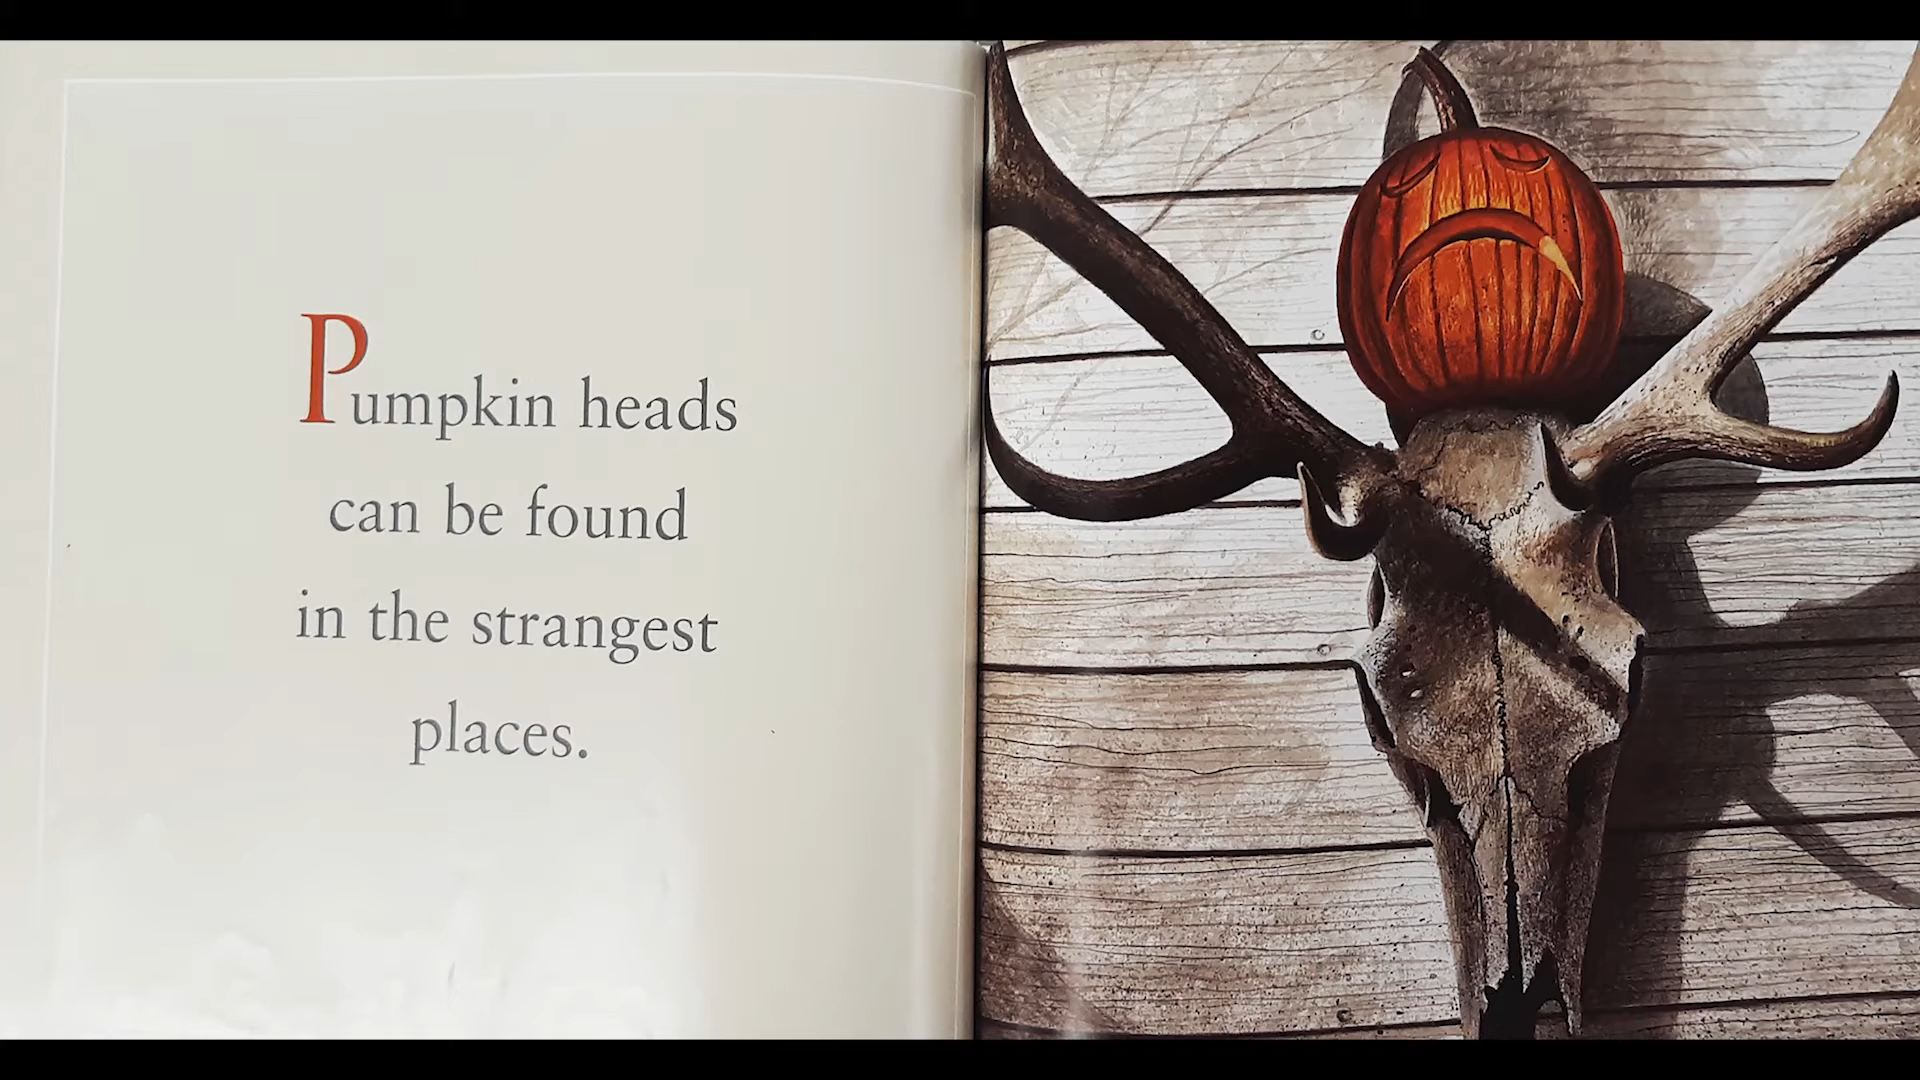 Pumpkin heads
can be found
in the strangest
places.